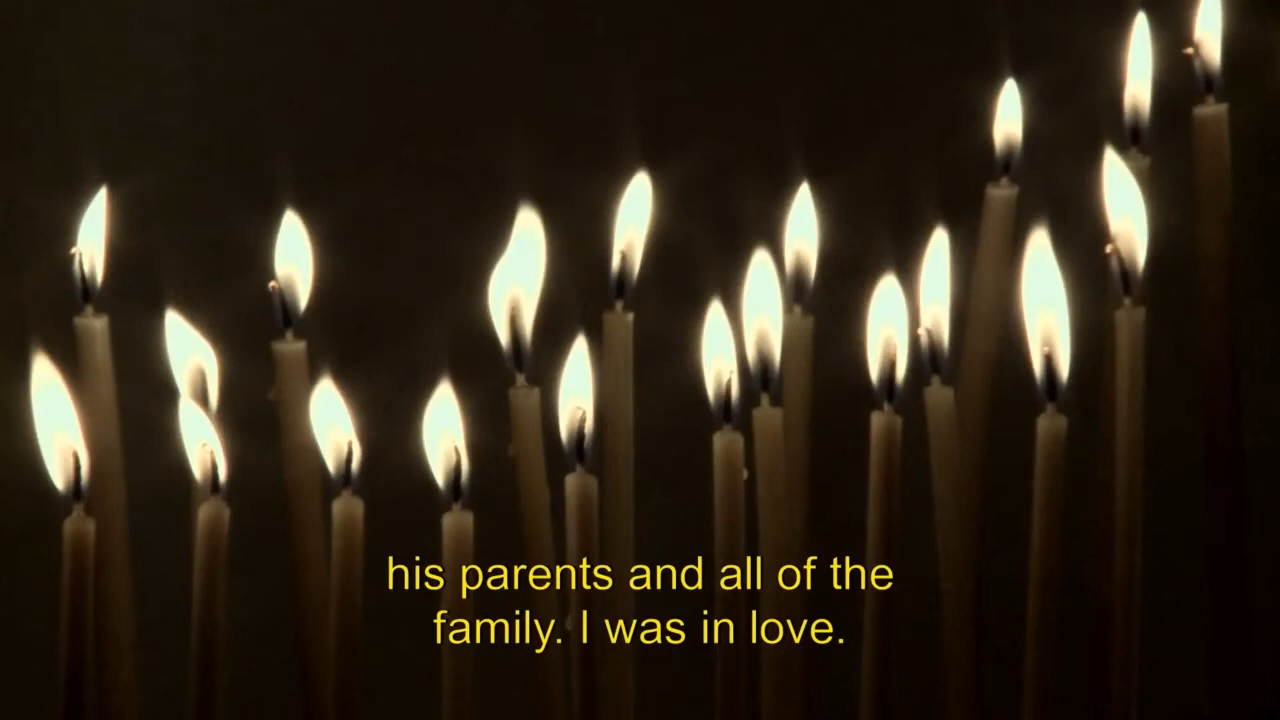 his parents and all of the
family. I was in love.